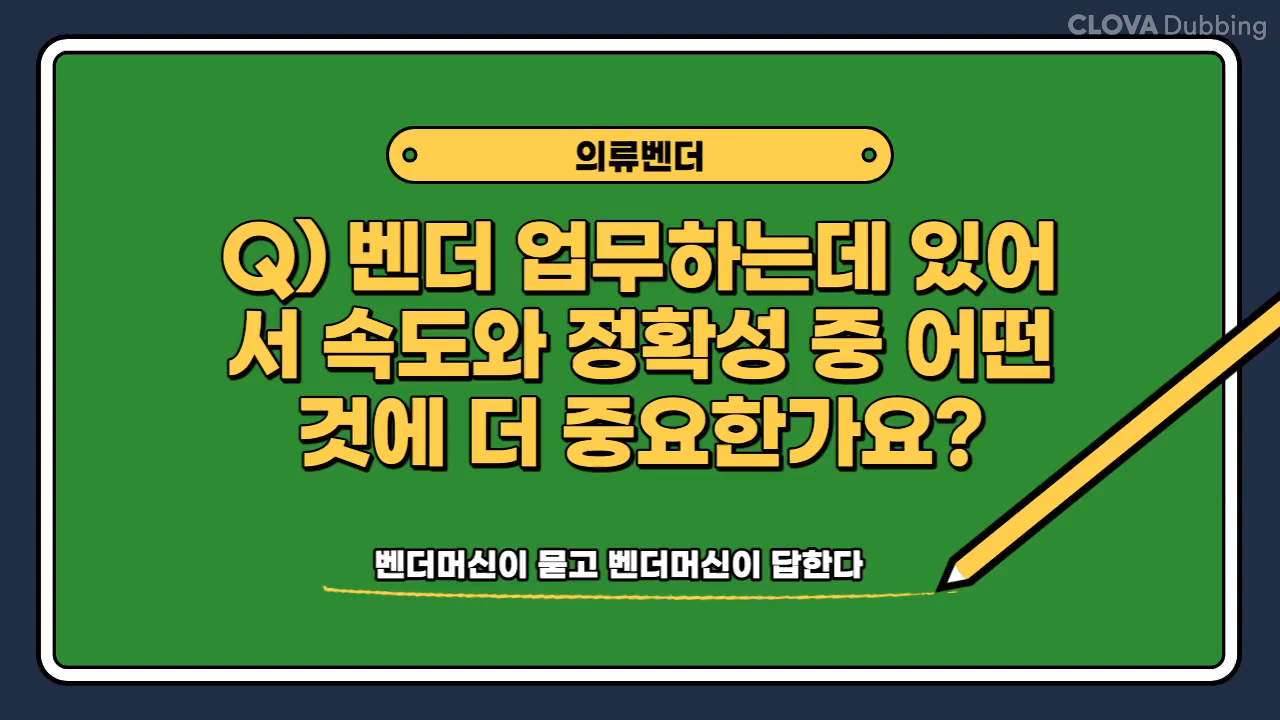 CLOVA Dubbing
의류벤더
Q) 벤더 업무하는데 있어
서 속도와 정확성 중 어떤
것에 더 중요한가요?
벤더머신이 묻고 벤더머신이 답한다